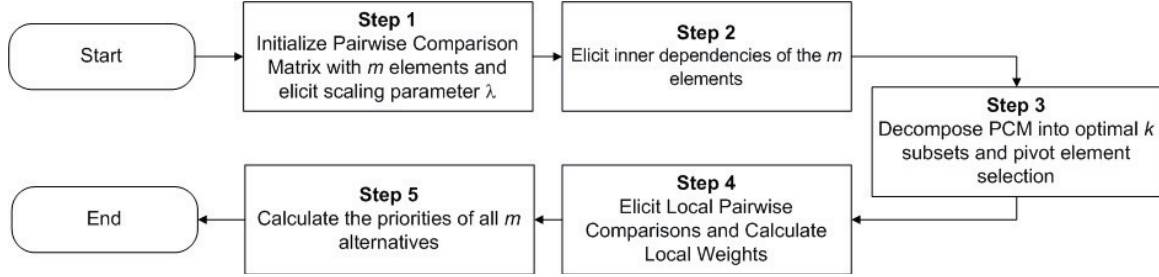 Start
Step 1
Initialize Pairwise Comparison
Matrix with m elements and
elicit scaling parameter λ
Step 2
Elicit inner dependencies of the m
elements
Step 3
Decompose PCM into optimal k
subsets and pivot element
selection
Step 4
Elicit Local Pairwise
Comparisons and Calculate
Local Weights
Step 5
Calculate the priorities of all m
alternatives
End